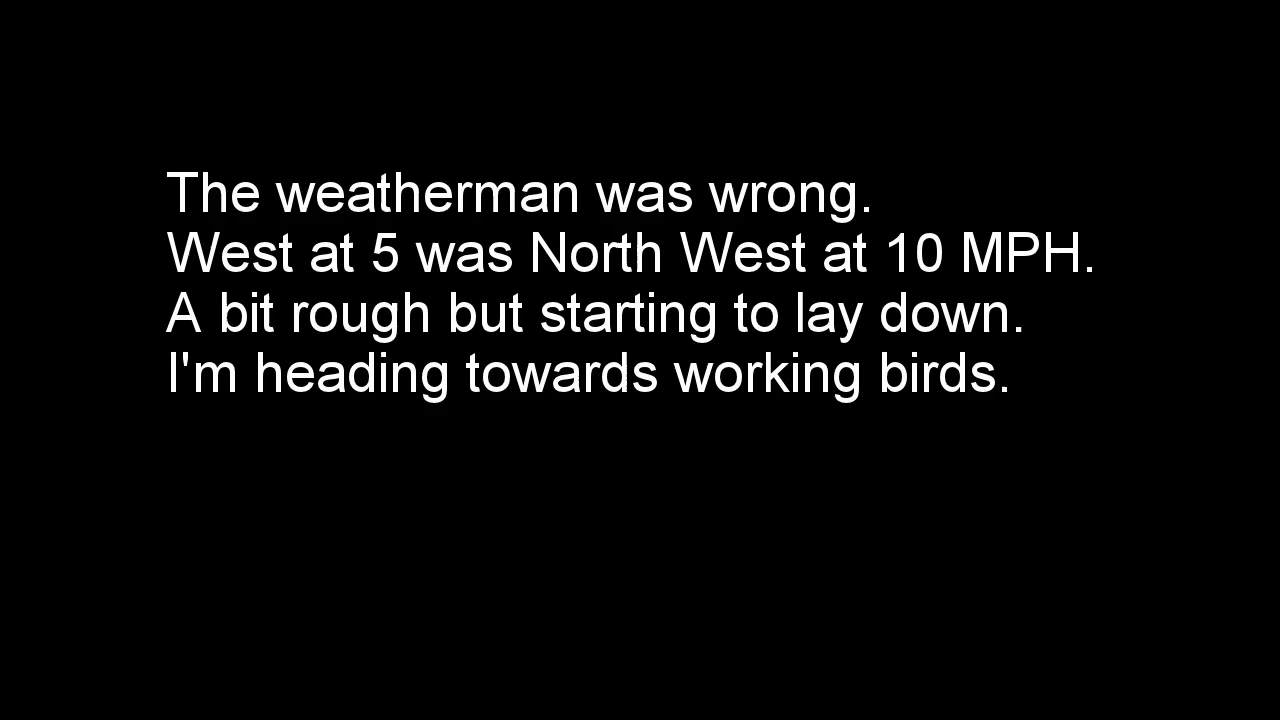 The weatherman was wrong.
West at 5 was North West at 10 MPH.
A bit rough but starting to lay down.
I'm heading towards working birds.